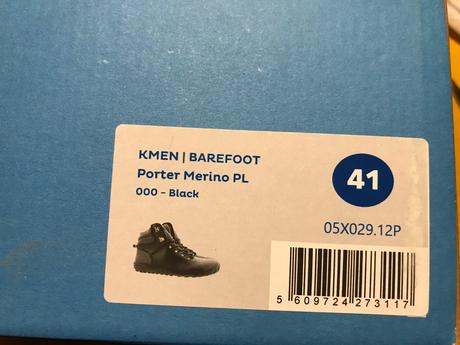 KMEN | BAREFOOT
Porter Merino PL
000 - Black
41
05X029.12P
5 609724 273117